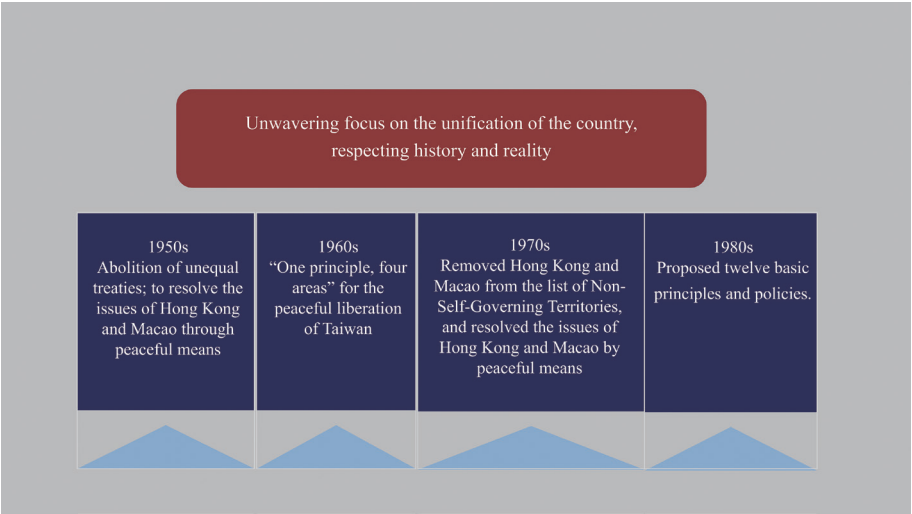 Unwavering focus on the unification of the country,
respecting history and reality
1950s
Abolition of unequal
treaties; to resolve the
issues of Hong Kong
and Macao through
peaceful means
1960s
“One principle, four
areas” for the
peaceful liberation
of Taiwan
1970s
Removed Hong Kong and
Macao from the list of Non-
Self-Governing Territories,
and resolved the issues of
Hong Kong and Macao by
peaceful means
1980s
Proposed twelve basic
principles and policies.